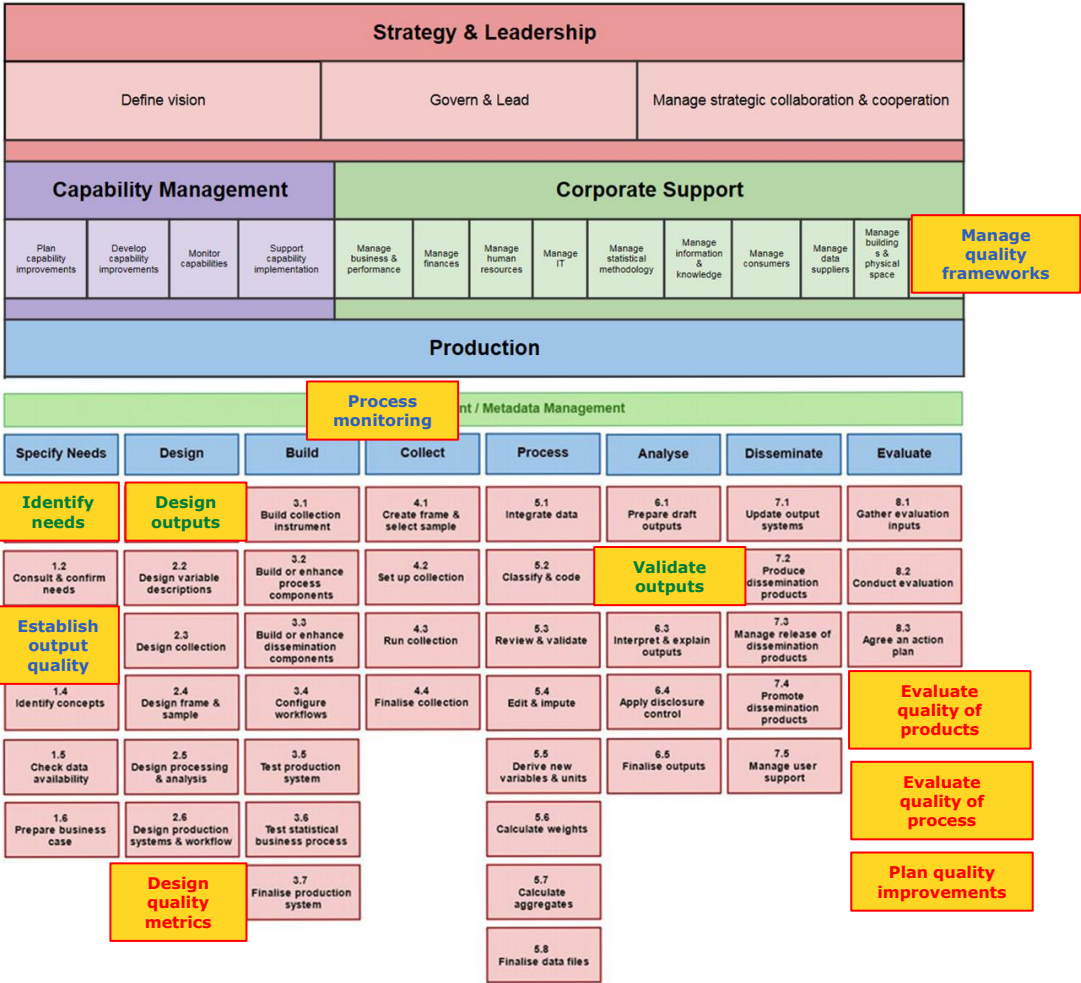 Strategy & Leadership
Define vision
Govern & Lead
Manage strategic collaboration & cooperation
Capability Management
Corporate Support
Plan
capability
improvements
Develop
capability
improvements
Monitor
capabilities
Support
capability
implementation
Manage
business &
performance
Manage
finances
Manage
human
resources
Manage
IT
Manage
statistical
methodology
Manage
information
&
knowledge
Manage
consumers
Manage
data
suppliers
Manage
building
s &
physical
space
Manage
quality
frameworks
Production
Process
monitoring
nt / Metadata Management
Specify Needs
Design
Build
Collect
Process
Analyse
Disseminate
Evaluate
Identify
needs
Design
outputs
3.1
Build collection
instrument
4.1
Create frame &
select sample
5.1
Integrate data
6.1
Prepare draft
outputs
7.1
Update output
systems
8.1
Gather evaluation
inputs
1.2
Consult & confirm
needs
2.2
Design variable
descriptions
3.2
Build or enhance
process
components
4.2
Set up collection
5.2
Classify & code
Validate
outputs
7.2
Produce
dissemination
products
8.2
Conduct evaluation
Establish
output
quality
2.3
Design collection
3.3
Build or enhance
dissemination
components
4.3
Run collection
5.3
Review & validate
6.3
Interpret & explain
outputs
7.3
Manage release of
dissemination
products
8.3
Agree an action
plan
1.4
Identify concepts
2.4
Design frame &
sample
3.4
Configure
workflows
4.4
Finalise collection
5.4
Edit & impute
6.4
Apply disclosure
control
7.4
Promote
dissemination
products
Evaluate
quality of
products
1.5
Check data
availability
2.5
Design processing
& analysis
3.5
Test production
system
5.5
Derive new
variables & units
6.5
Finalise outputs
7.5
Manage user
support
Evaluate
quality of
process
1.6
Prepare business
case
2.6
Design production
systems & workflow
3.6
Test statistical
business process
5.6
Calculate weights
Plan quality
improvements
Design
quality
metrics
3.7
Finalise production
system
5.7
Calculate
aggregates
5.8
Finalise data files